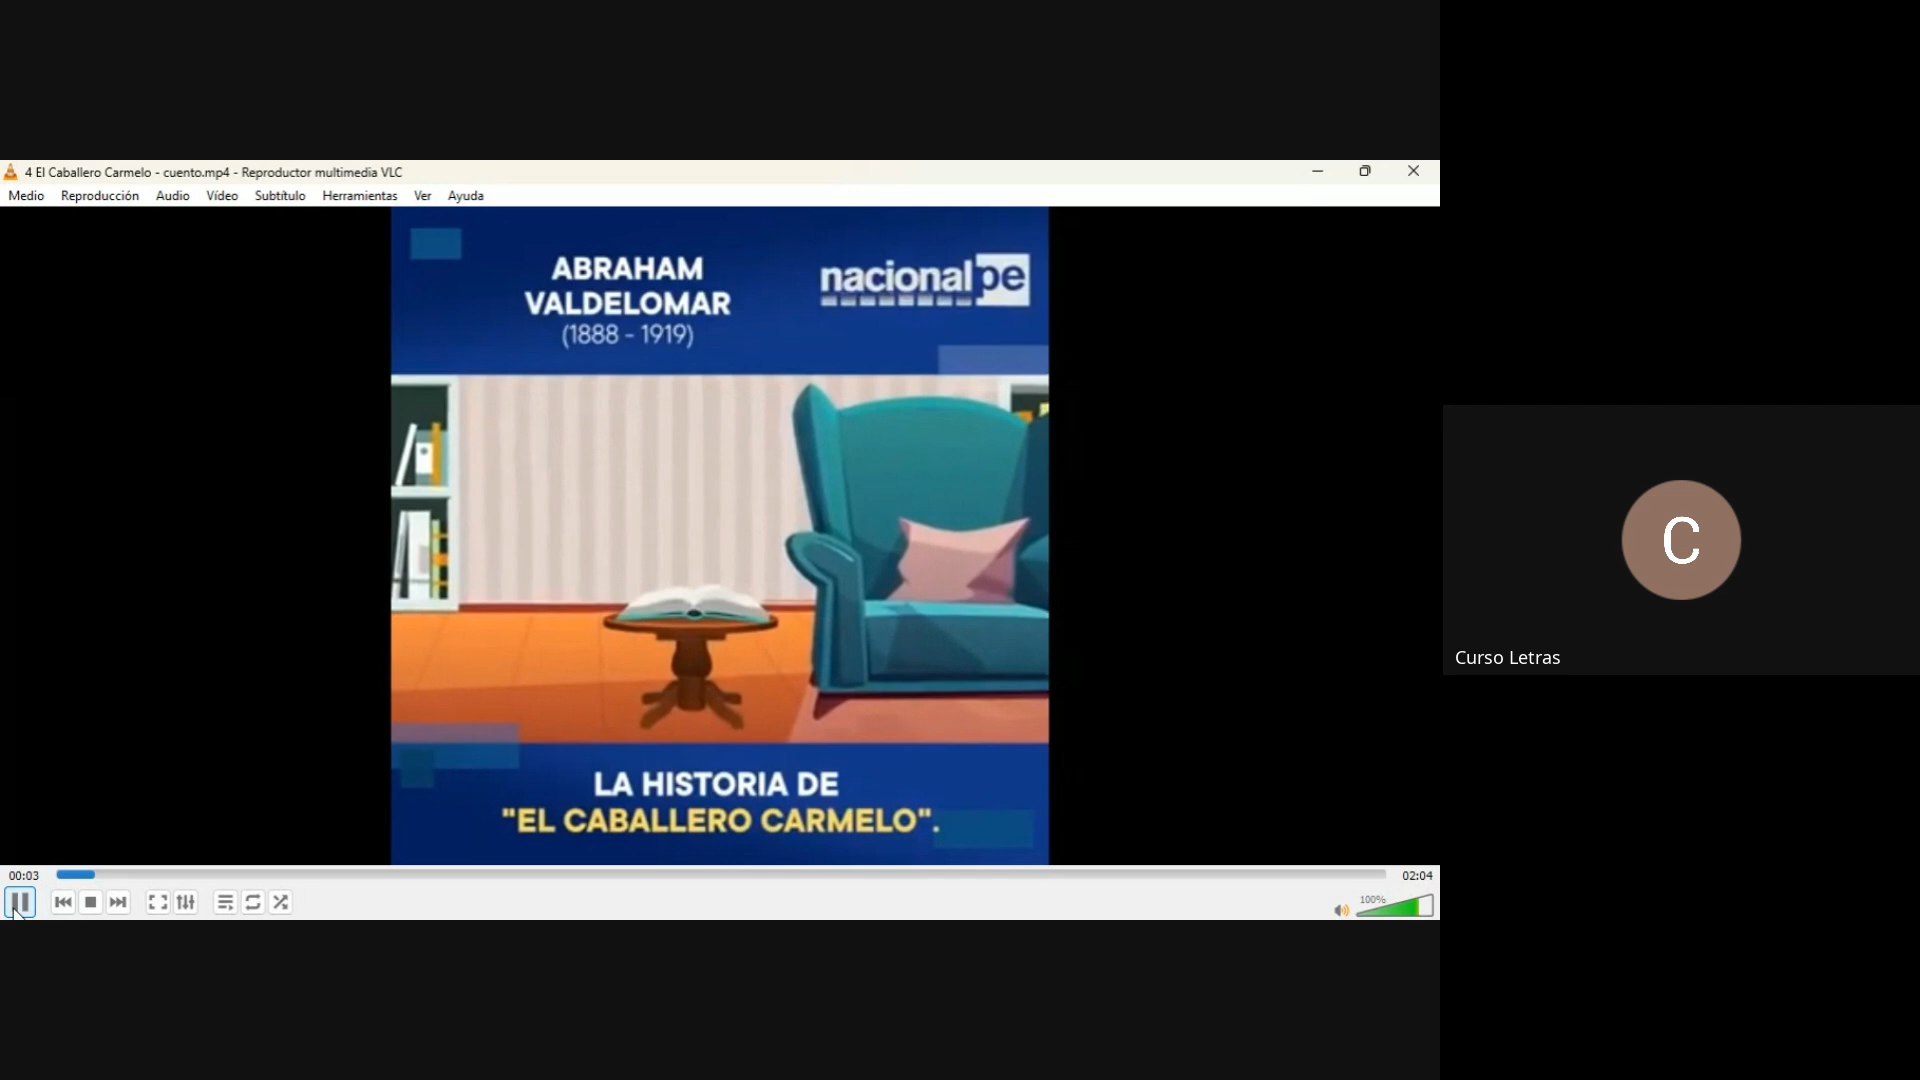 4 El Caballero Carmelo - cuento.mp4 - Reproductor multimedia VLC
Medio Reproducción Audio Vídeo Subtítulo Herramientas Ver Ayuda
ABRAHAM
VALDELOMAR
(1888 - 1919)
nacionalpe
LA HISTORIA DE
"EL CABALLERO CARMELO".
00:03
02:04
100%
C
Curso Letras